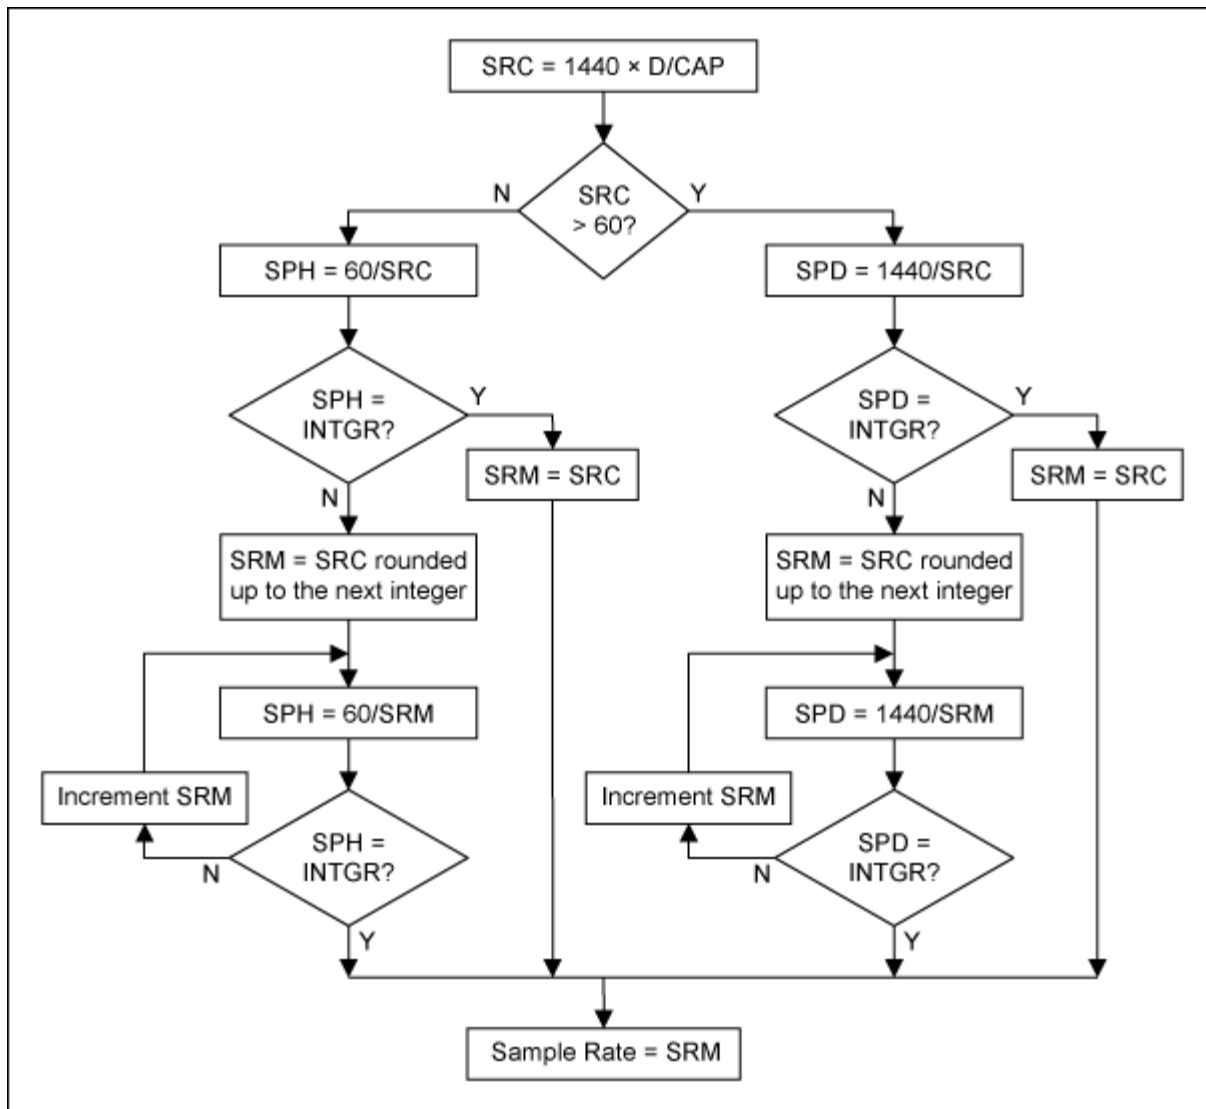 SRC = 1440 × D/CAP
N
SRC
> 60?
Y
SPH = 60/SRC
SPD = 1440/SRC
SPH =
INTGR?
Y
SPD =
INTGR?
Y
SRM = SRC
SRM = SRC
N
N
SRM = SRC rounded
up to the next integer
SRM = SRC rounded
up to the next integer
SPH = 60/SRM
SPD = 1440/SRM
Increment SRM
Increment SRM
SPH =
INTGR?
N
SPD =
INTGR?
N
Y
Y
Sample Rate = SRM